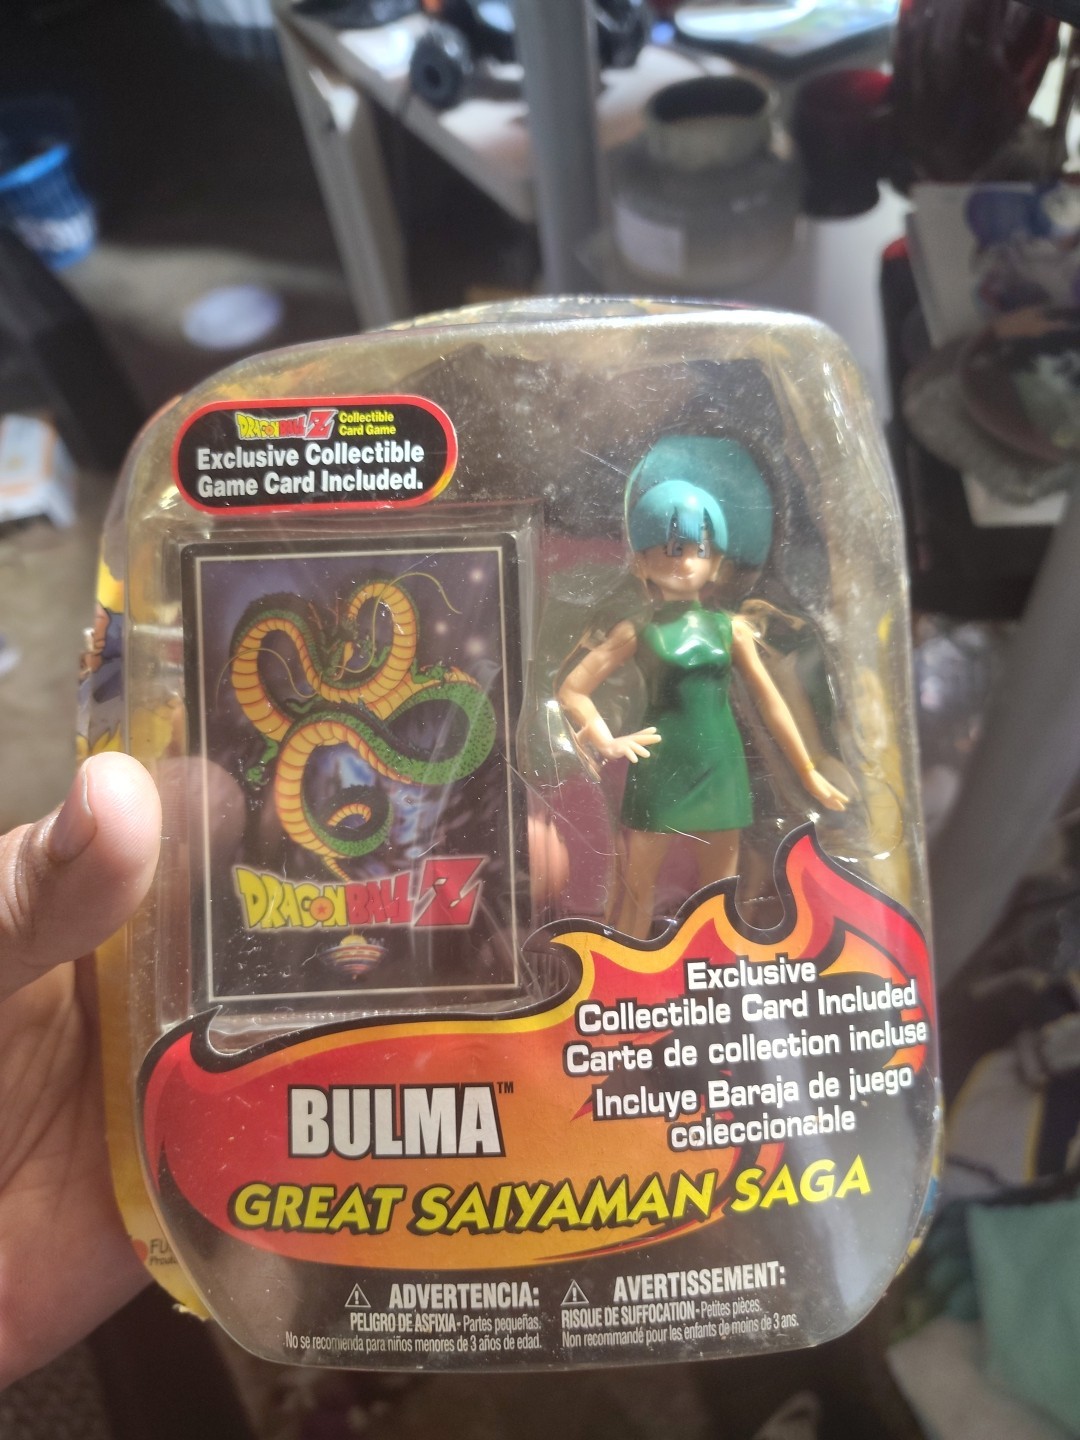 DRAGON BALL Z Collectible
Card Game
Exclusive Collectible
Game Card Included.
DRAGON BALL Z
Exclusive
Collectible Card Included
Carte de collection incluse
Incluye Baraja de juego
coleccionable
BULMA™
GREAT SAIYAMAN SAGA
⚠ ADVERTENCIA:
PELIGRO DE ASFIXIA - Partes pequeñas.
No se recomienda para niños menores de 3 años de edad.
⚠ AVERTISSEMENT:
RISQUE DE SUFFOCATION - Petites pièces.
Non recommandé pour les enfants de moins de 3 ans.